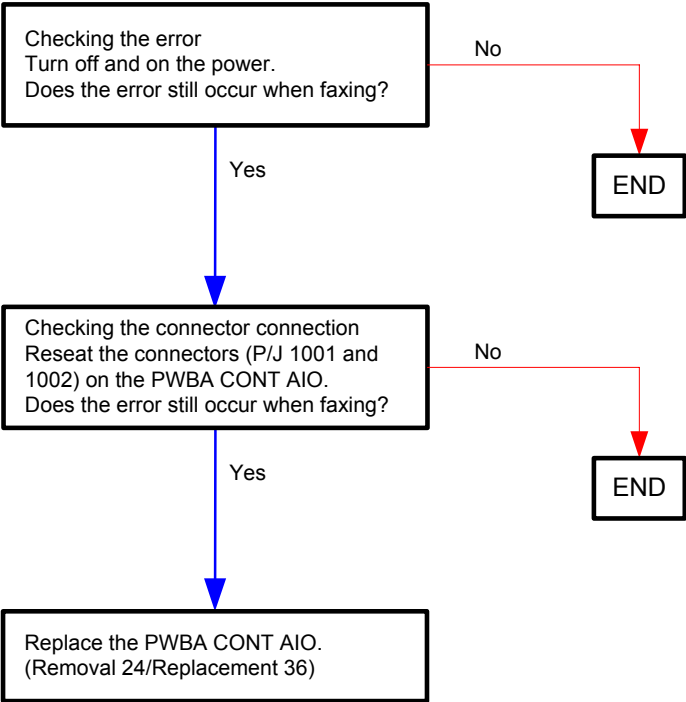 Checking the error
Turn off and on the power.
Does the error still occur when faxing?
No
Yes
END
Checking the connector connection
Reseat the connectors (P/J 1001 and
1002) on the PWBA CONT AIO.
Does the error still occur when faxing?
No
Yes
END
Replace the PWBA CONT AIO.
(Removal 24/Replacement 36)